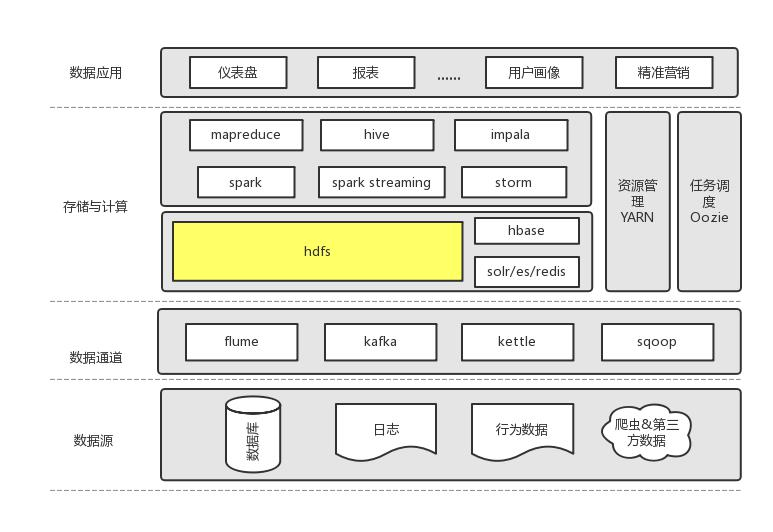 数据应用
仪表盘
报表
......
用户画像
精准营销
存储与计算
mapreduce
hive
impala
spark
spark streaming
storm
hdfs
hbase
solr/es/redis
资源管
理
YARN
任务调
度
Oozie
数据通道
flume
kafka
kettle
sqoop
数据源
数据库
日志
行为数据
爬虫&第三
方数据